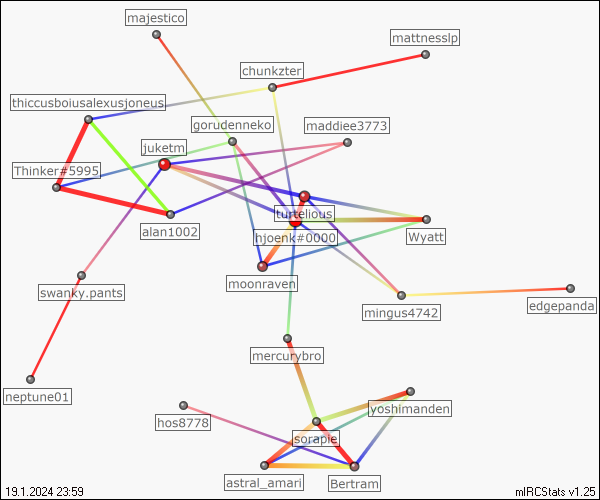 majestico
mattnesslp
chunkzter
thiccusboiusalexusjoneus
gorudenneko
maddiee3773
juketm
Thinker#5995
turtelious
alan1002
Wyatt
hjoenk#0000
moonraven
swanky.pants
mingus4742
edgepanda
mercurybro
neptune01
yoshimanden
hos8778
sorapie
astral_amari
Bertram
19.1.2024 23:59
mIRCStats v1.25